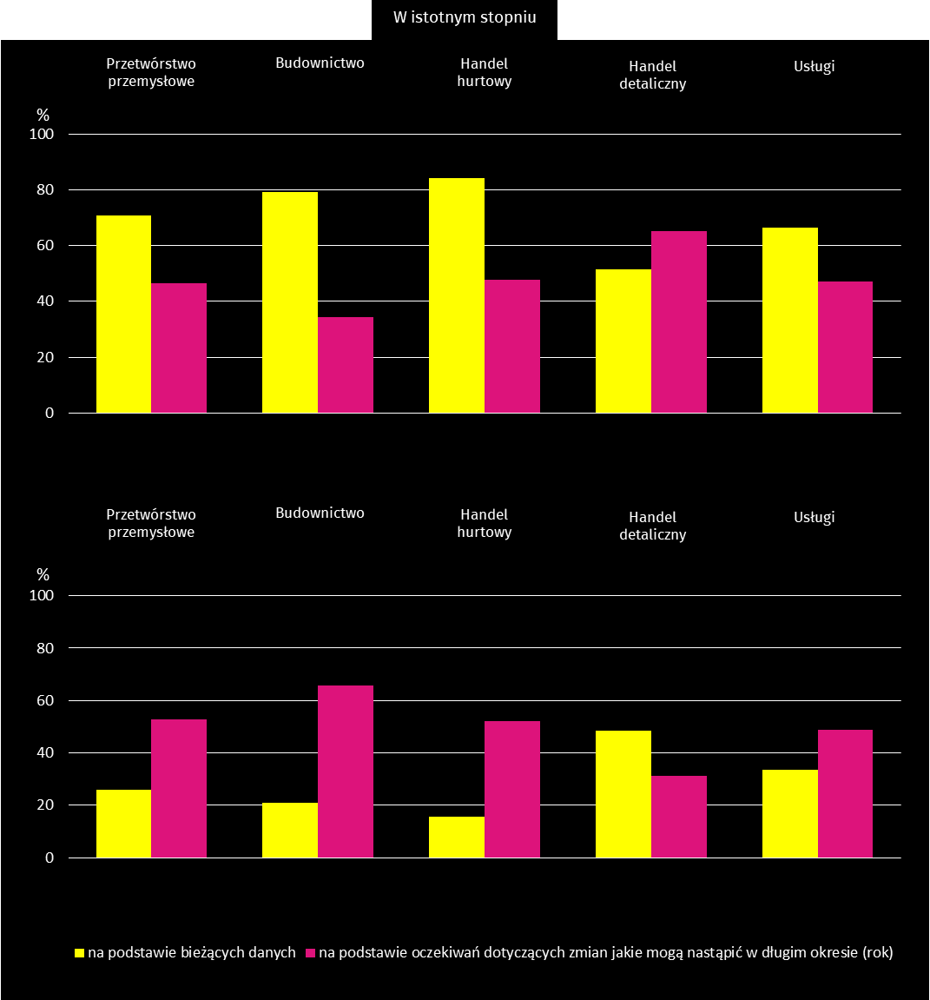 W istotnym stopniu
Przetwórstwo
przemysłowe
Budownictwo
Handel
hurtowy
Handel
detaliczny
Usługi
%
100
80
60
40
20
0
Przetwórstwo
przemysłowe
Budownictwo
Handel
hurtowy
Handel
detaliczny
Usługi
%
100
80
60
40
20
0
na podstawie bieżących danych na podstawie oczekiwań dotyczących zmian jakie mogą nastąpić w długim okresie (rok)